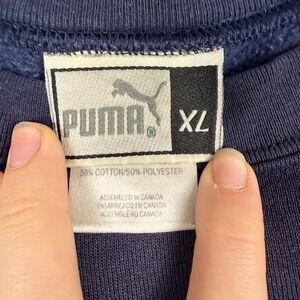 PUMA
®
XL
50% COTTON/50% POLYESTER
ASSEMBLED IN CANADA
ENSAMBLADO EN CANADA
ASSEMBLE AU CANADA